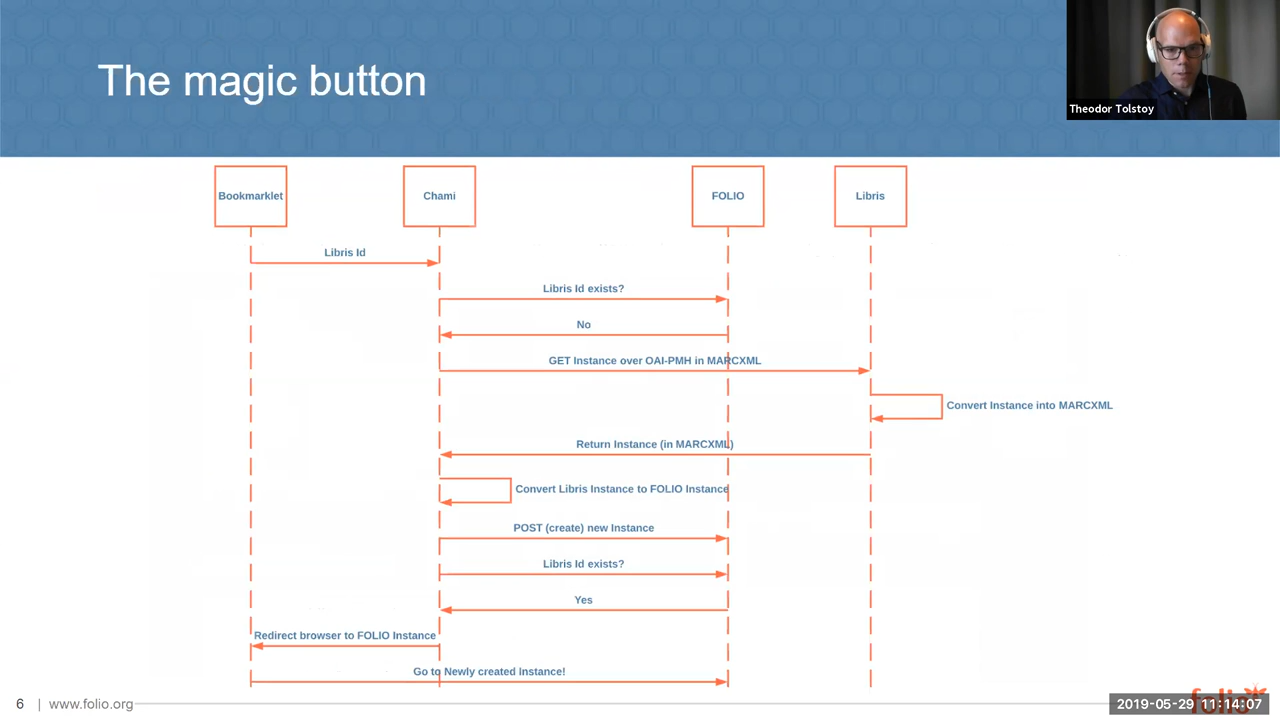 The magic button
Theodor Tolstoy
Bookmarklet
Chami
FOLIO
Libris
Libris Id
Libris Id exists?
No
GET Instance over OAI-PMH in MARCXML
Convert Instance into MARCXML
Return Instance (in MARCXML)
Convert Libris Instance to FOLIO Instance
POST (create) new Instance
Libris Id exists?
Yes
Redirect browser to FOLIO Instance
Go to Newly created Instance!
6 | www.folio.org
folio
2019-05-29 11:14:07